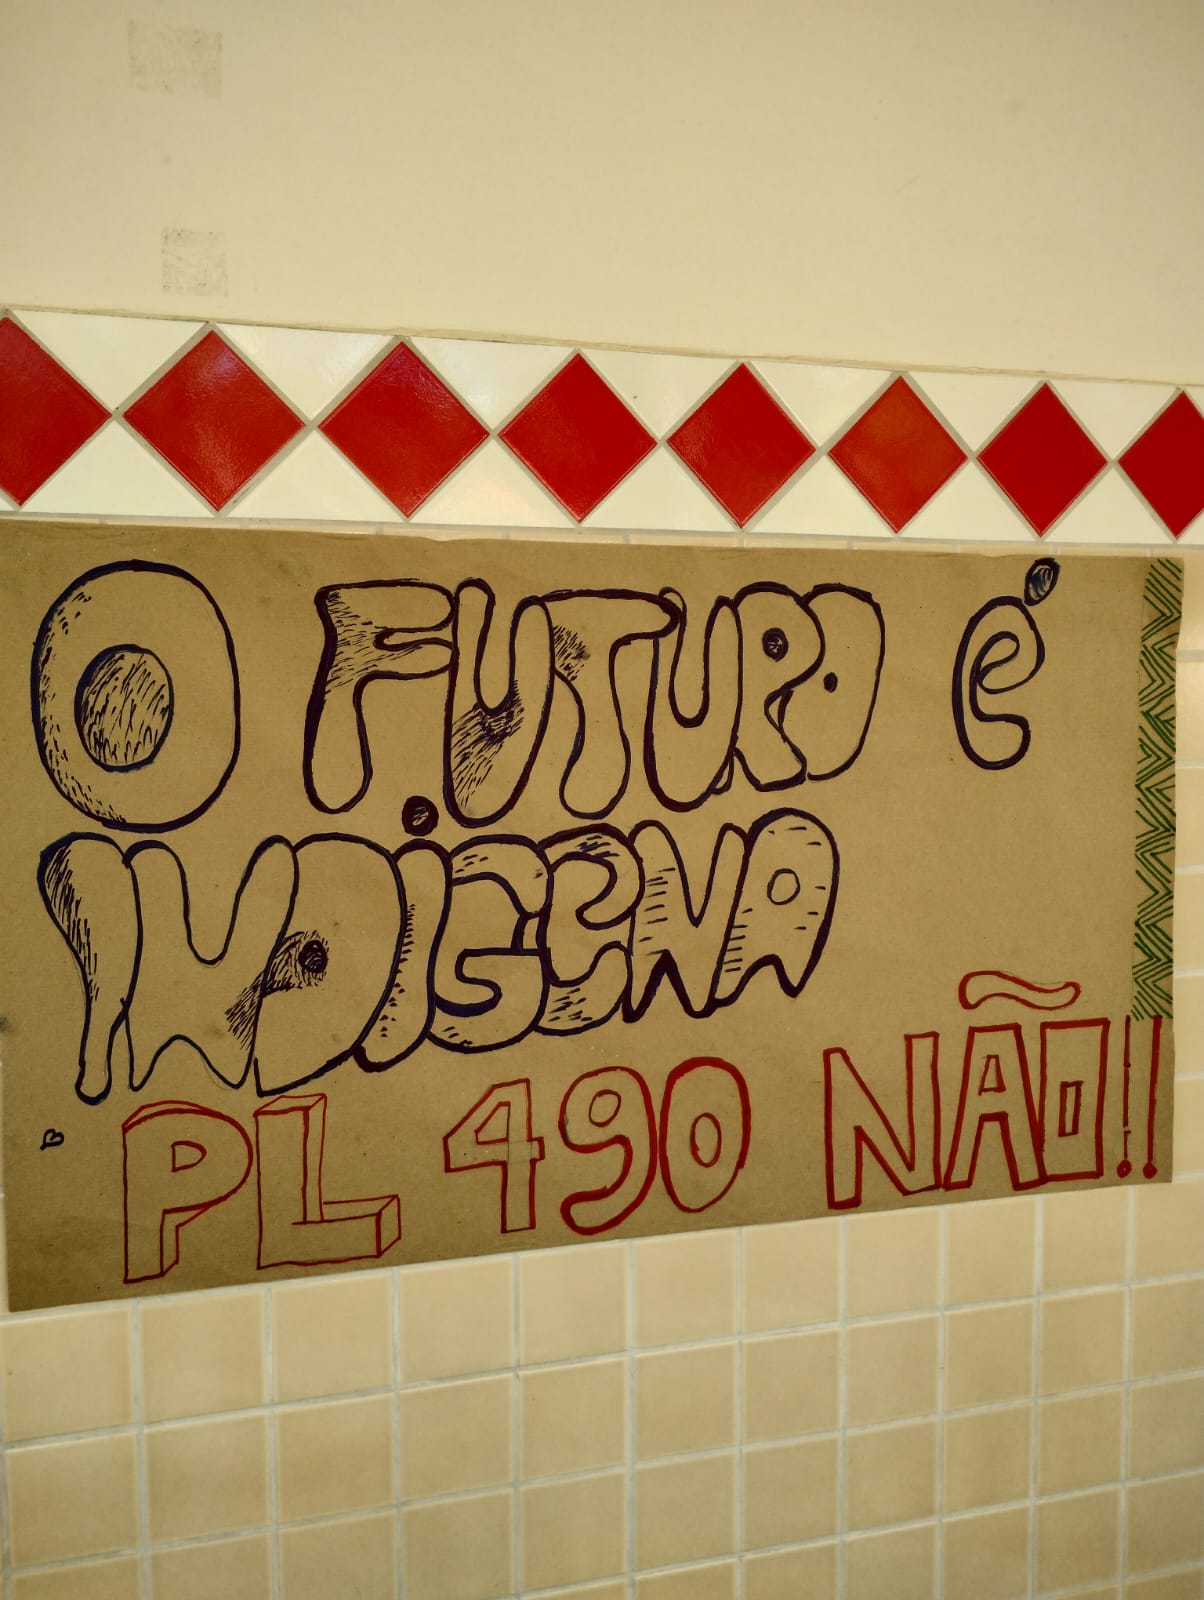 O FUTURO é
INDÍGENA
PL 490 NÃO!!